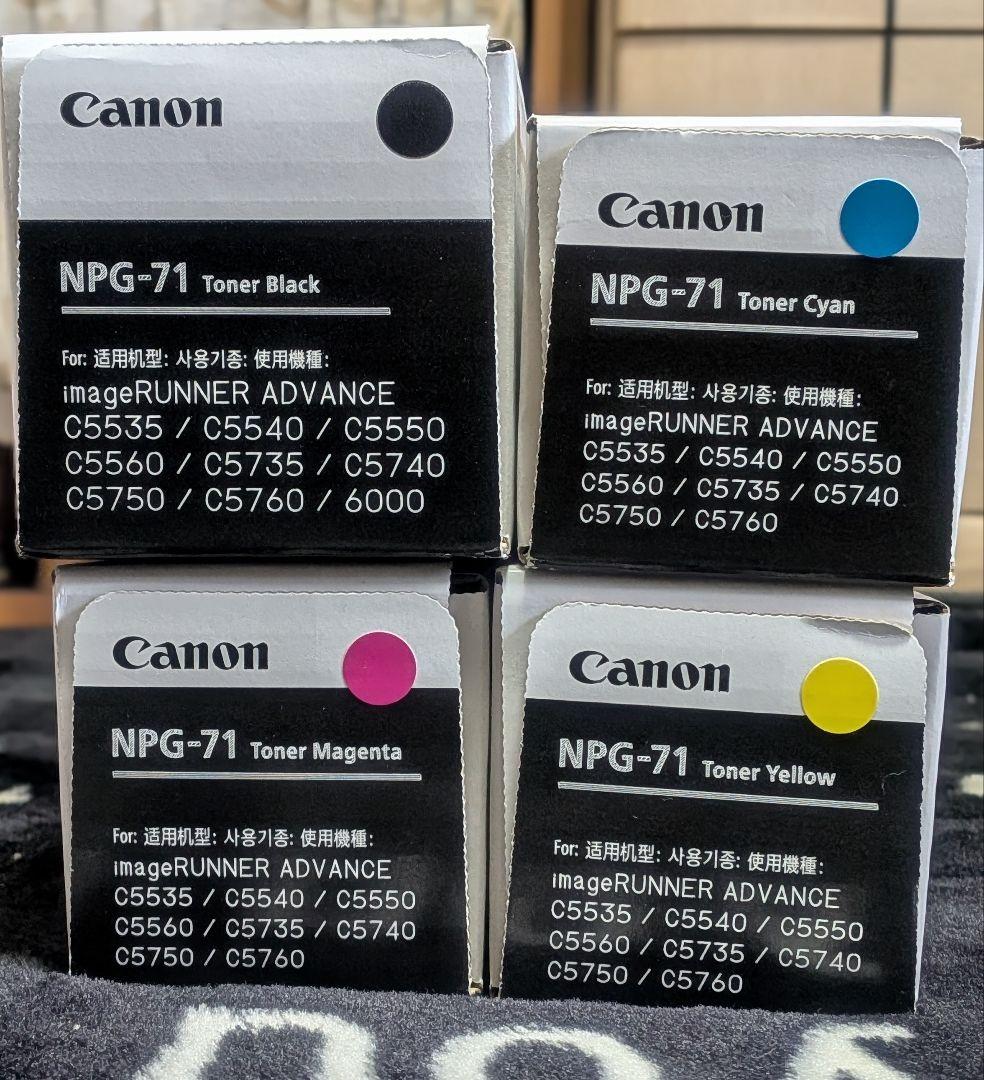 Canon
NPG-71 Toner Black
For: 适用机型: 사용기종: 使用機種:
imageRUNNER ADVANCE
C5535 / C5540 / C5550
C5560 / C5735 / C5740
C5750 / C5760 / 6000
Canon
NPG-71 Toner Cyan
For: 适用机型: 사용기종: 使用機種:
imageRUNNER ADVANCE
C5535 / C5540 / C5550
C5560 / C5735 / C5740
C5750 / C5760
Canon
NPG-71 Toner Magenta
For: 适用机型: 사용기종: 使用機種:
imageRUNNER ADVANCE
C5535 / C5540 / C5550
C5560 / C5735 / C5740
C5750 / C5760
Canon
NPG-71 Toner Yellow
For: 适用机型: 사용기종: 使用機種:
imageRUNNER ADVANCE
C5535 / C5540 / C5550
C5560 / C5735 / C5740
C5750 / C5760